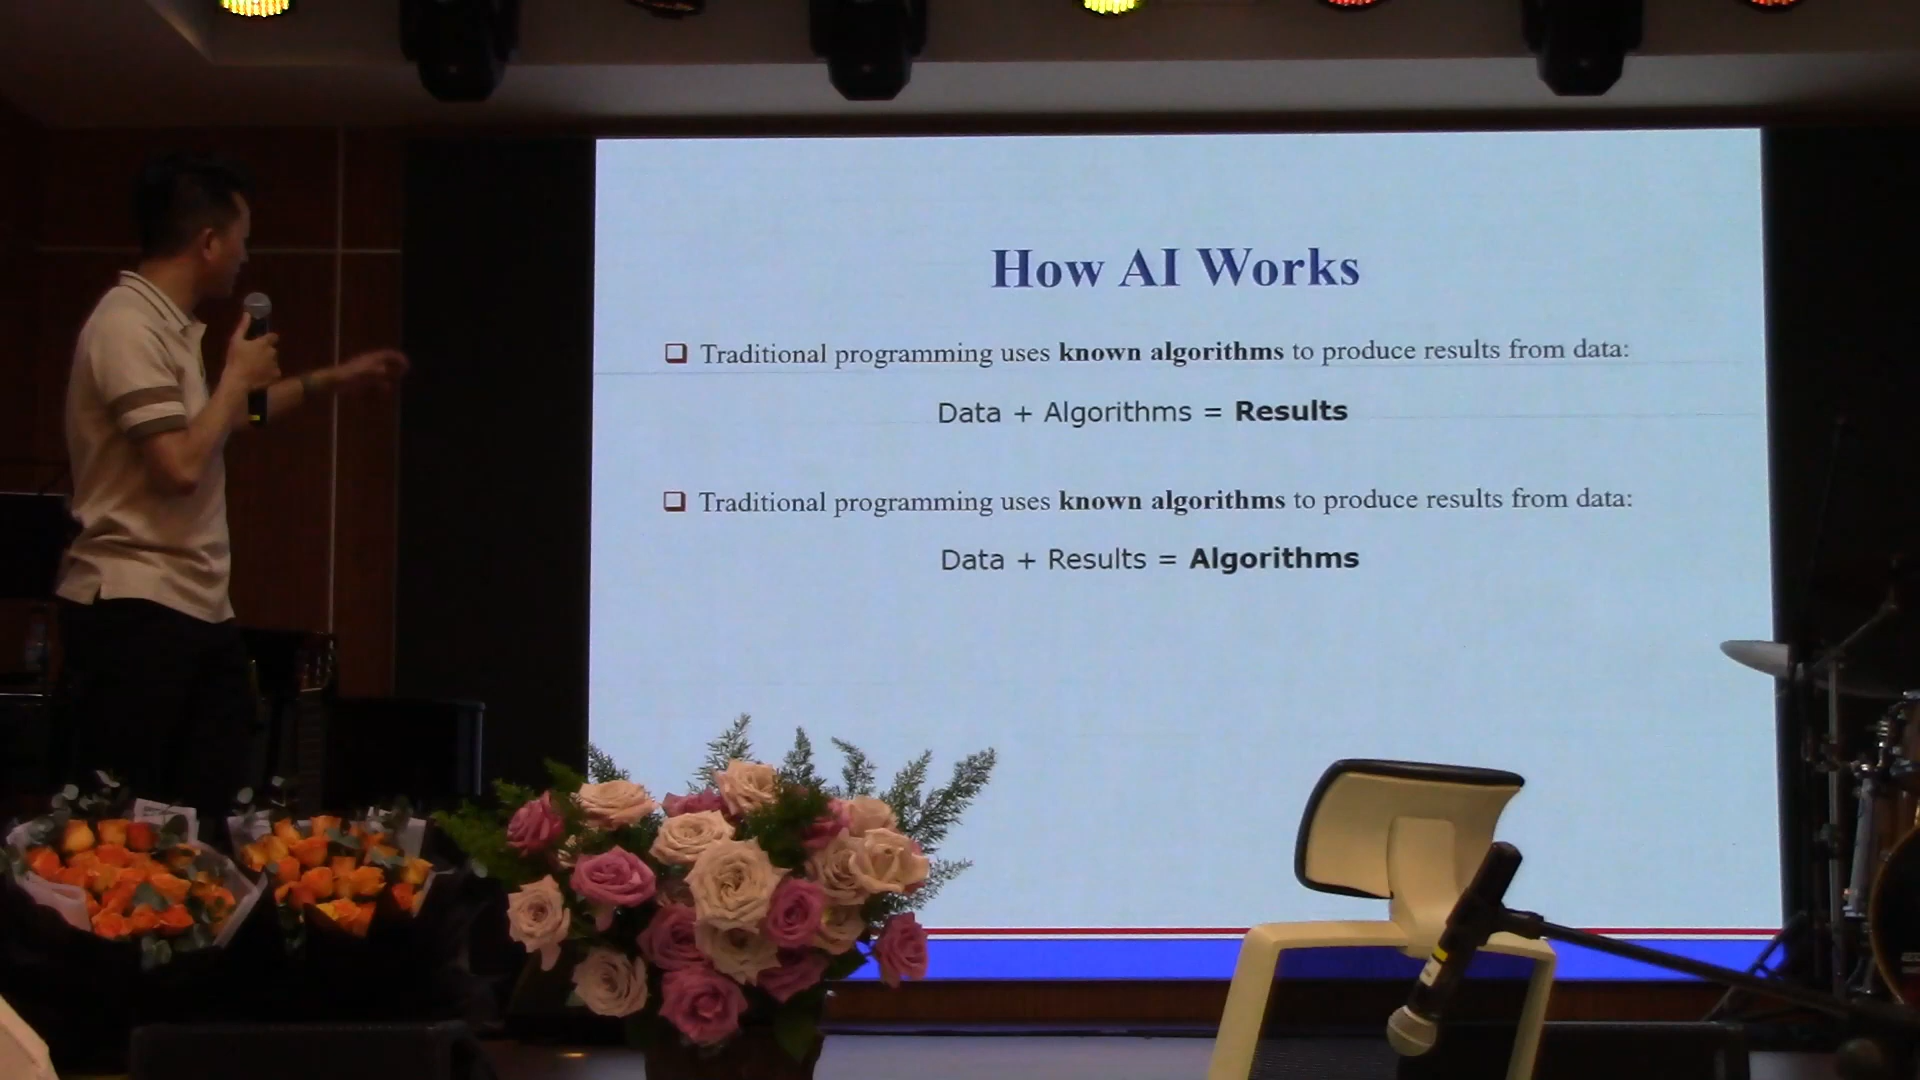 How AI Works
Traditional programming uses known algorithms to produce results from data:
Data + Algorithms = Results
Traditional programming uses known algorithms to produce results from data:
Data + Results = Algorithms